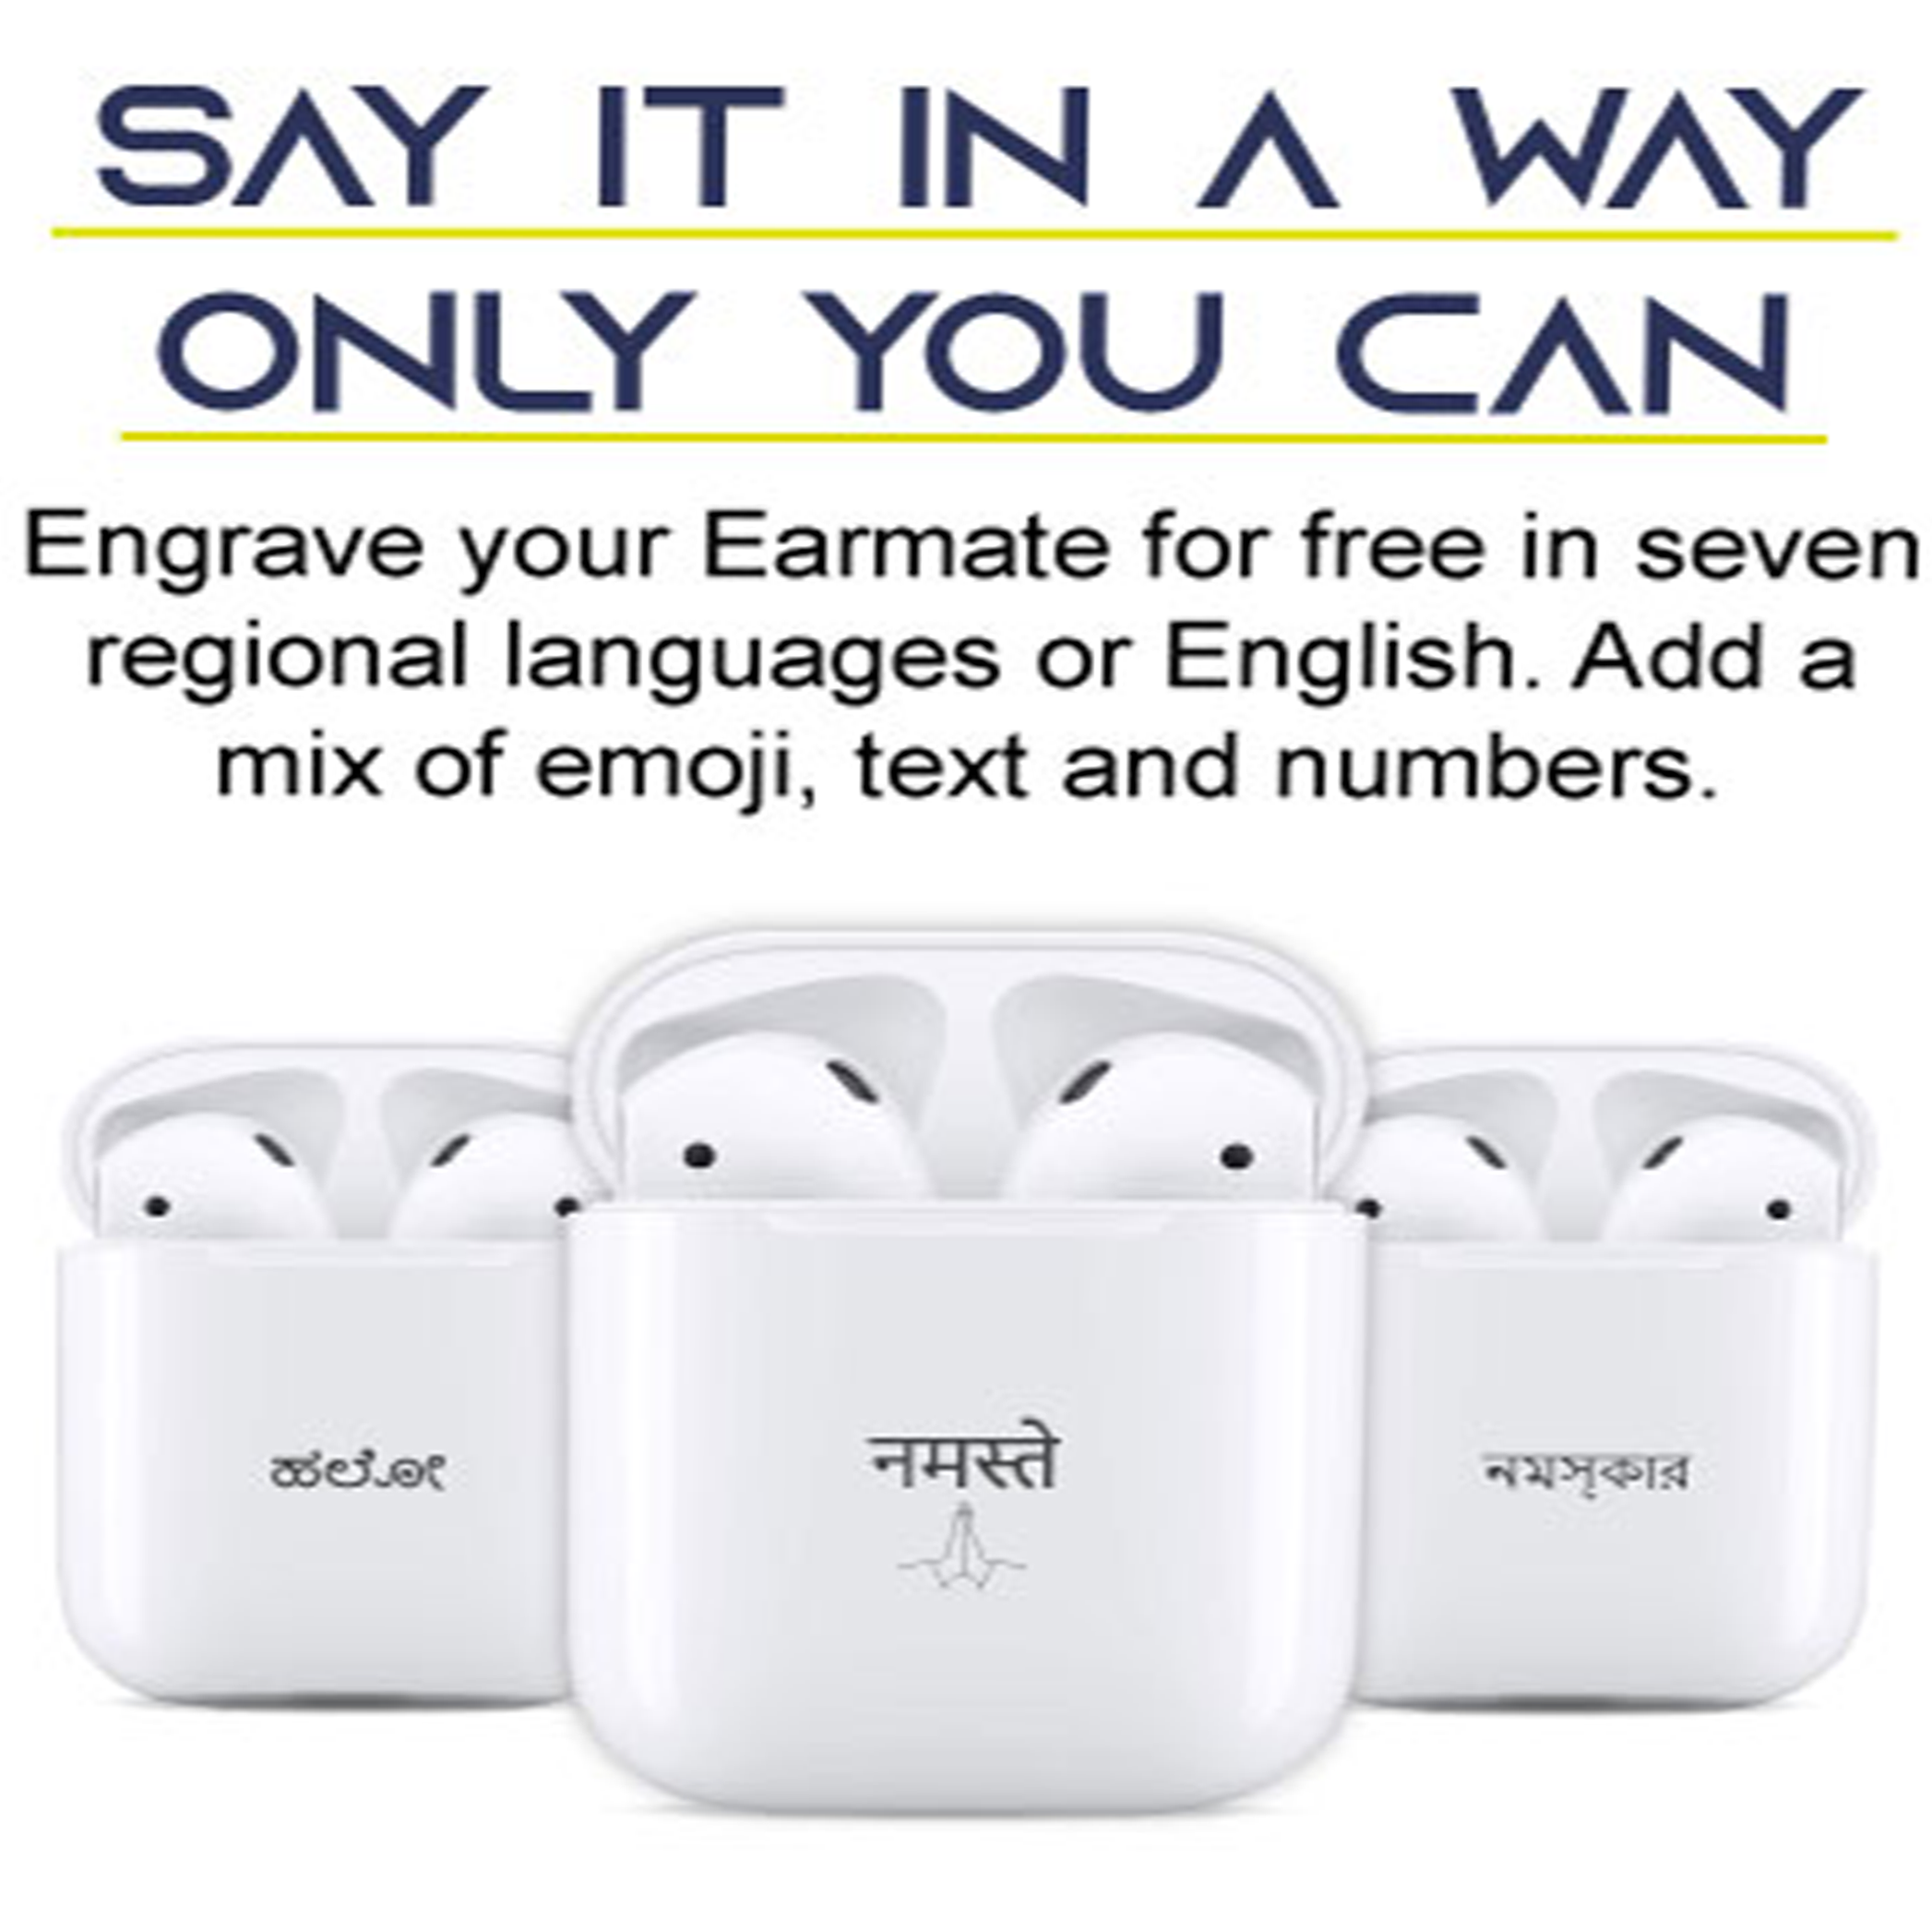 SAY IT IN A WAY
ONLY YOU CAN
Engrave your Earmate for free in seven
regional languages or English. Add a
mix of emoji, text and numbers.
ಹಲೋ
नमस्ते
নমস্কার